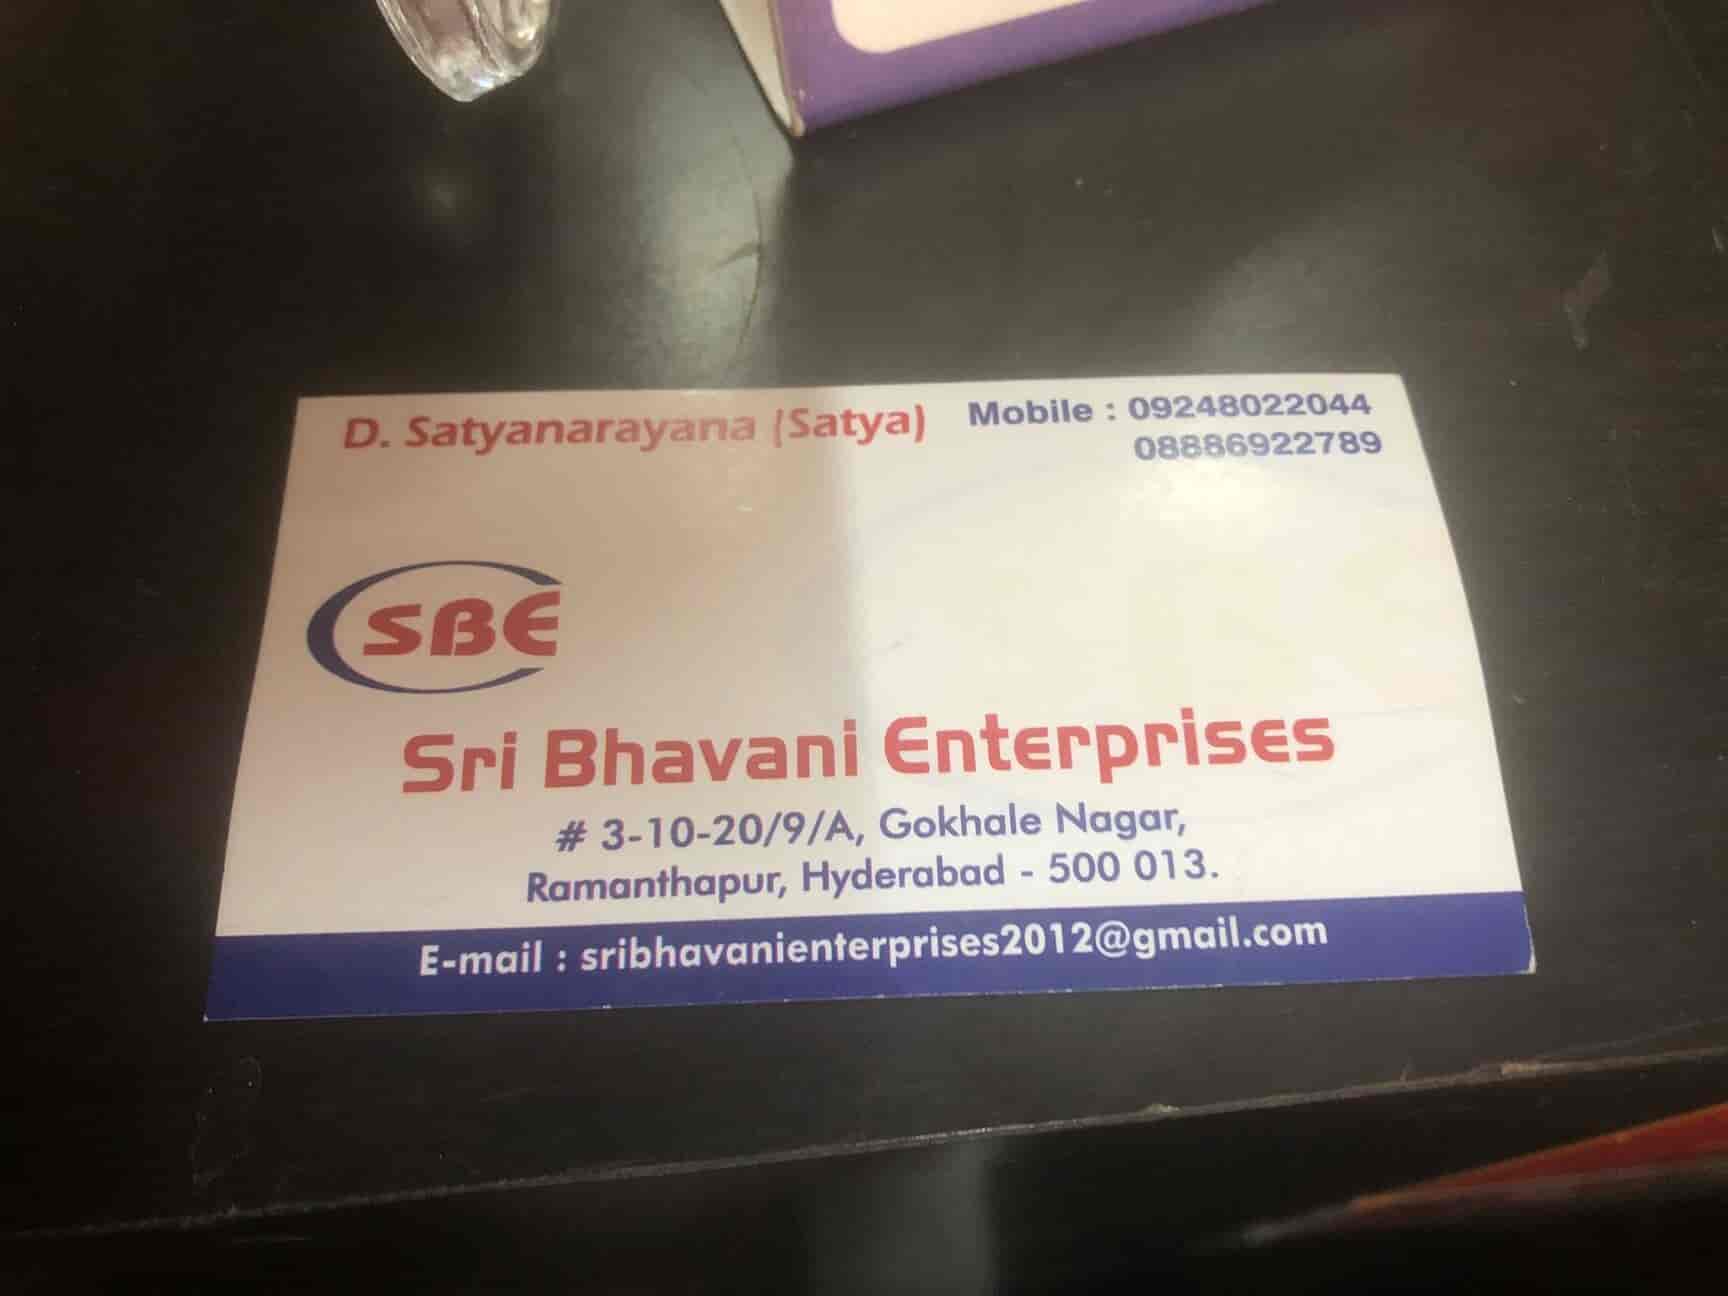 D. Satyanarayana (Satya)
Mobile : 09248022044
08886922789
SBE
Sri Bhavani Enterprises
# 3-10-20/9/A, Gokhale Nagar,
Ramanthapur, Hyderabad - 500 013.
E-mail : sribhavanienterprises2012@gmail.com